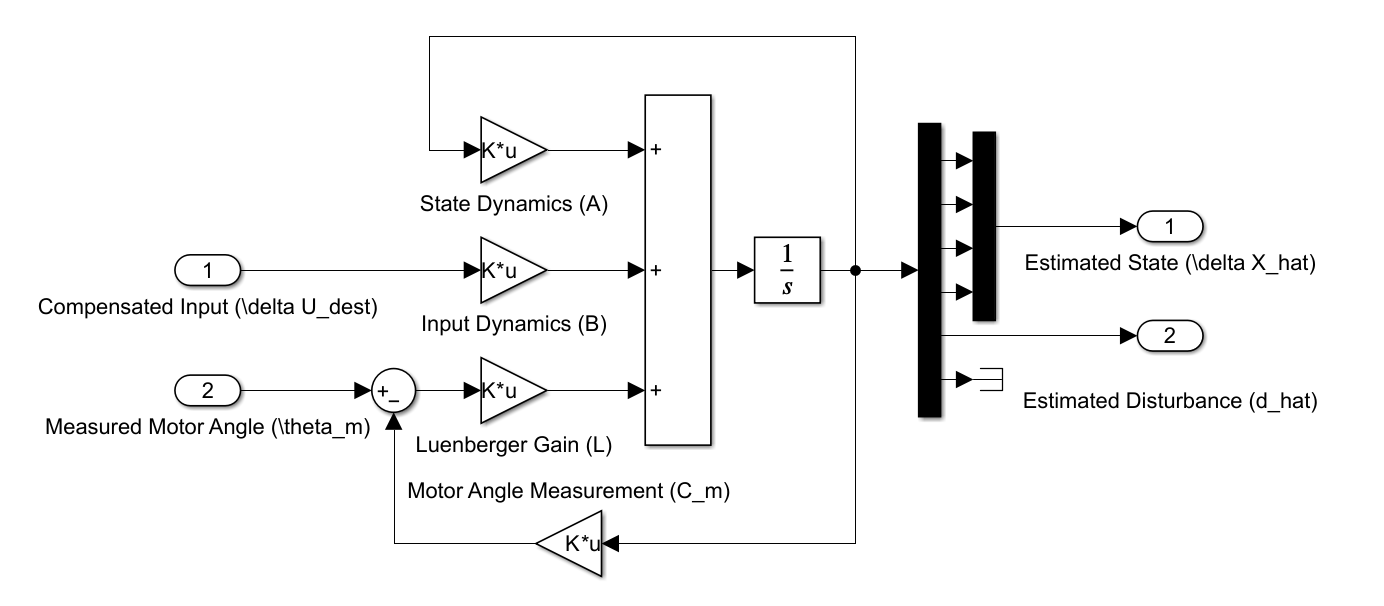 K*u
+
State Dynamics (A)
1
K*u
+
1
s
1
Estimated State (\delta X_hat)
Compensated Input (\delta U_dest)
Input Dynamics (B)
2
2
+
-
K*u
+
Estimated Disturbance (d_hat)
Measured Motor Angle (\theta_m)
Luenberger Gain (L)
Motor Angle Measurement (C_m)
K*u